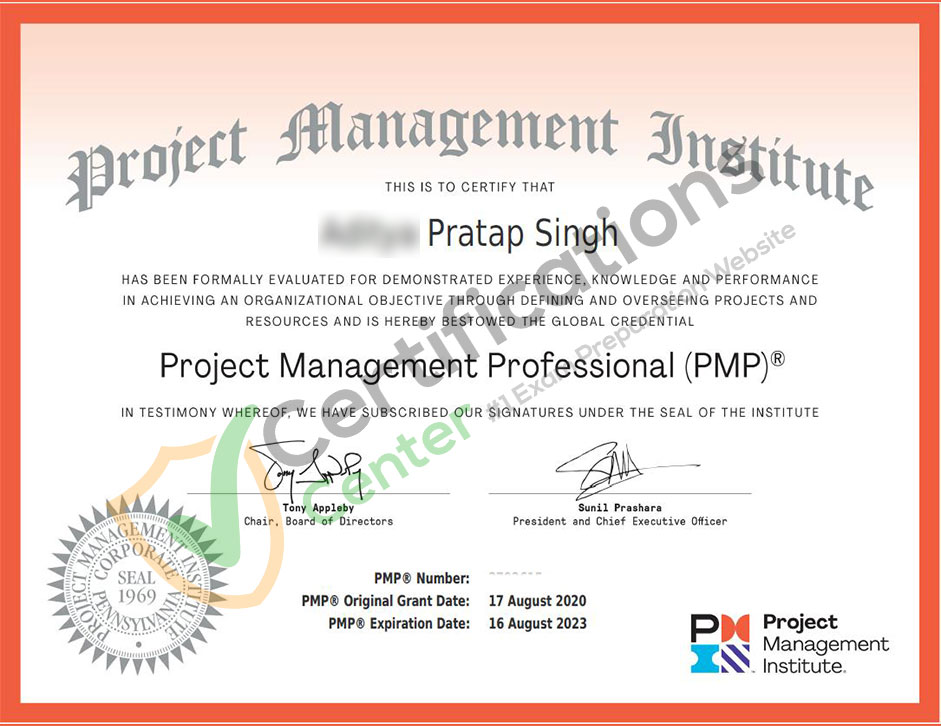 Project Management Institute
THIS IS TO CERTIFY THAT
Pratap Singh
HAS BEEN FORMALLY EVALUATED FOR DEMONSTRATED EXPERIENCE, KNOWLEDGE AND PERFORMANCE
IN ACHIEVING AN ORGANIZATIONAL OBJECTIVE THROUGH DEFINING AND OVERSEEING PROJECTS AND
RESOURCES AND IS HEREBY BESTOWED THE GLOBAL CREDENTIAL
Project Management Professional (PMP)®
IN TESTIMONY WHEREOF, WE HAVE SUBSCRIBED OUR SIGNATURES UNDER THE SEAL OF THE INSTITUTE
Certifications
Center
#1 Exam Preparation Website
Tony Appleby
Chair, Board of Directors
Sunil Prashara
President and Chief Executive Officer
PROJECT MANAGEMENT INSTITUTE
CORPORATE
SEAL
1969
PENNSYLVANIA
PMP® Number:
PMP® Original Grant Date: 17 August 2020
PMP® Expiration Date: 16 August 2023
Project
Management
Institute.